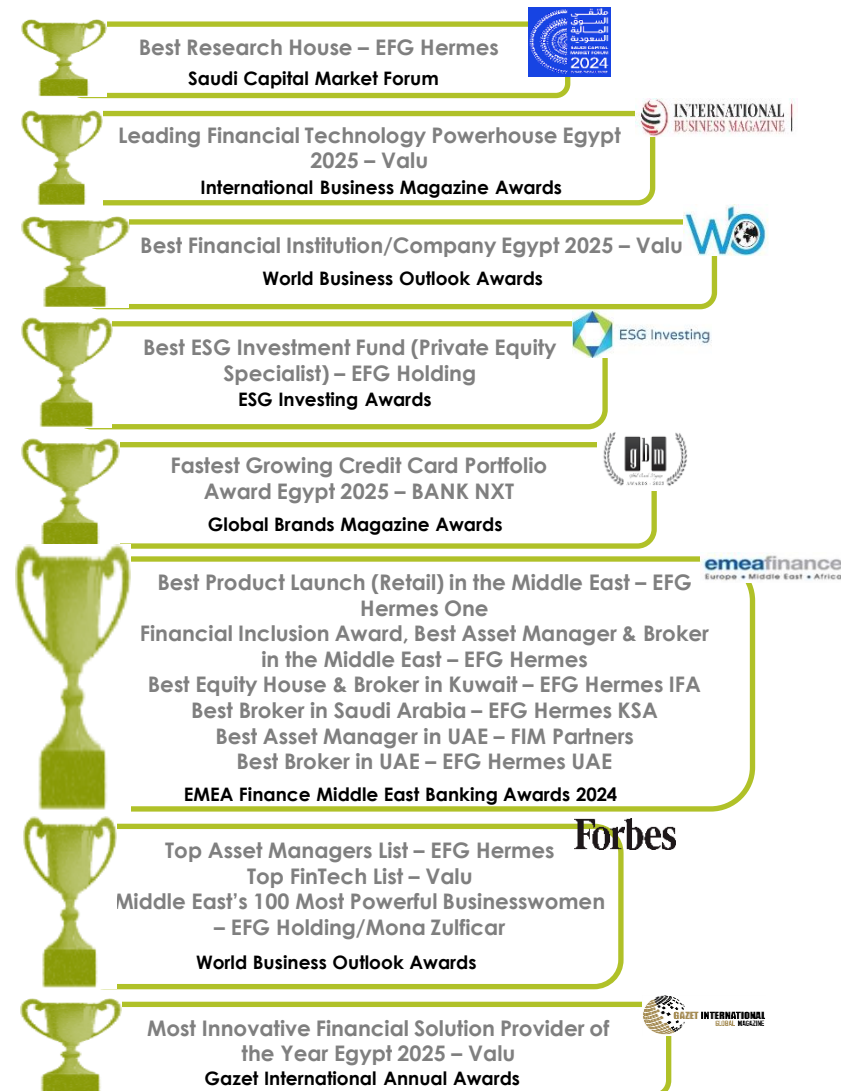 Best Research House – EFG Hermes
Saudi Capital Market Forum
ملتقى
السوق
المالية
السعودية
SAUDI CAPITAL
MARKET FORUM
2024
Leading Financial Technology Powerhouse Egypt
2025 – Valu
International Business Magazine Awards
INTERNATIONAL
BUSINESS MAGAZINE
Best Financial Institution/Company Egypt 2025 – Valu
World Business Outlook Awards
Best ESG Investment Fund (Private Equity
Specialist) – EFG Holding
ESG Investing Awards
ESG Investing
Fastest Growing Credit Card Portfolio
Award Egypt 2025 – BANK NXT
Global Brands Magazine Awards
gbm
emeafinance
Europe • Middle East • Africa
Best Product Launch (Retail) in the Middle East – EFG
Hermes One
Financial Inclusion Award, Best Asset Manager & Broker
in the Middle East – EFG Hermes
Best Equity House & Broker in Kuwait – EFG Hermes IFA
Best Broker in Saudi Arabia – EFG Hermes KSA
Best Asset Manager in UAE – FIM Partners
Best Broker in UAE – EFG Hermes UAE
EMEA Finance Middle East Banking Awards 2024
Forbes
Top Asset Managers List – EFG Hermes
Top FinTech List – Valu
Middle East's 100 Most Powerful Businesswomen
– EFG Holding/Mona Zulficar
World Business Outlook Awards
GAZET INTERNATIONAL
GLOBAL MAGAZINE
Most Innovative Financial Solution Provider of
the Year Egypt 2025 – Valu
Gazet International Annual Awards